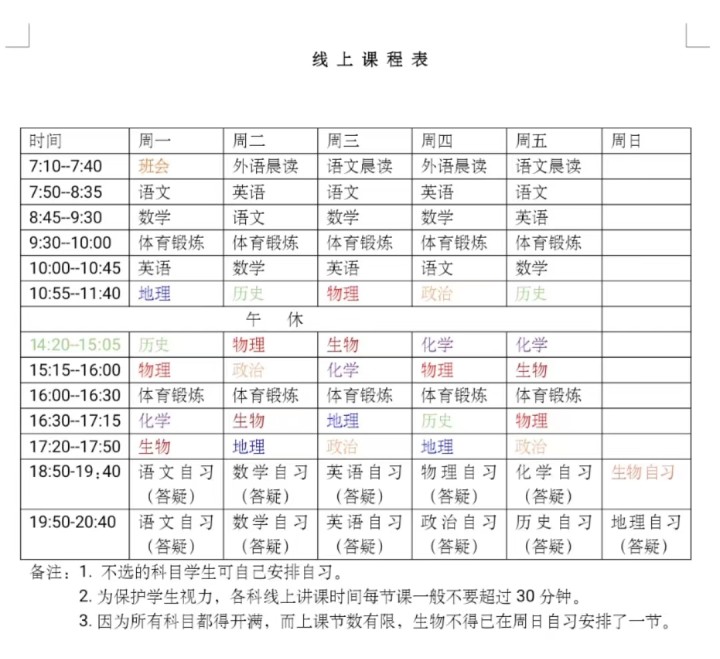 线上课程表
时间 周一 周二 周三 周四 周五 周日
7:10--7:40 班会 外语晨读 语文晨读 外语晨读 语文晨读
7:50--8:35 语文 英语 语文 英语 语文
8:45--9:30 数学 语文 数学 数学 英语
9:30--10:00 体育锻炼 体育锻炼 体育锻炼 体育锻炼 体育锻炼
10:00--10:45 英语 数学 英语 语文 数学
10:55--11:40 地理 历史 物理 政治 历史
午 休
14:20--15:05 历史 物理 生物 化学 化学
15:15--16:00 物理 政治 化学 物理 生物
16:00--16:30 体育锻炼 体育锻炼 体育锻炼 体育锻炼 体育锻炼
16:30--17:15 化学 生物 地理 历史 物理
17:20--17:50 生物 地理 政治 地理 政治
18:50-19:40 语文自习 数学自习 英语自习 物理自习 化学自习 生物自习
(答疑) (答疑) (答疑) (答疑) (答疑)
19:50-20:40 语文自习 数学自习 英语自习 政治自习 历史自习 地理自习
(答疑) (答疑) (答疑) (答疑) (答疑) (答疑)
备注：1. 不选的科目学生可自己安排自习。
2. 为保护学生视力，各科线上讲课时间每节课一般不要超过 30 分钟。
3. 因为所有科目都得开满，而上课节数有限，生物不得已在周日自习安排了一节。